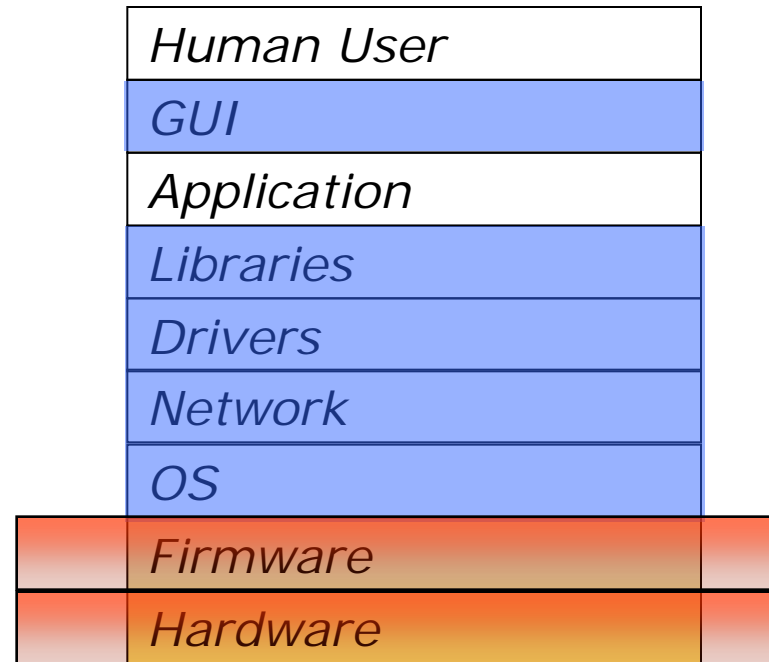 Human User
GUI
Application
Libraries
Drivers
Network
OS
Firmware
Hardware